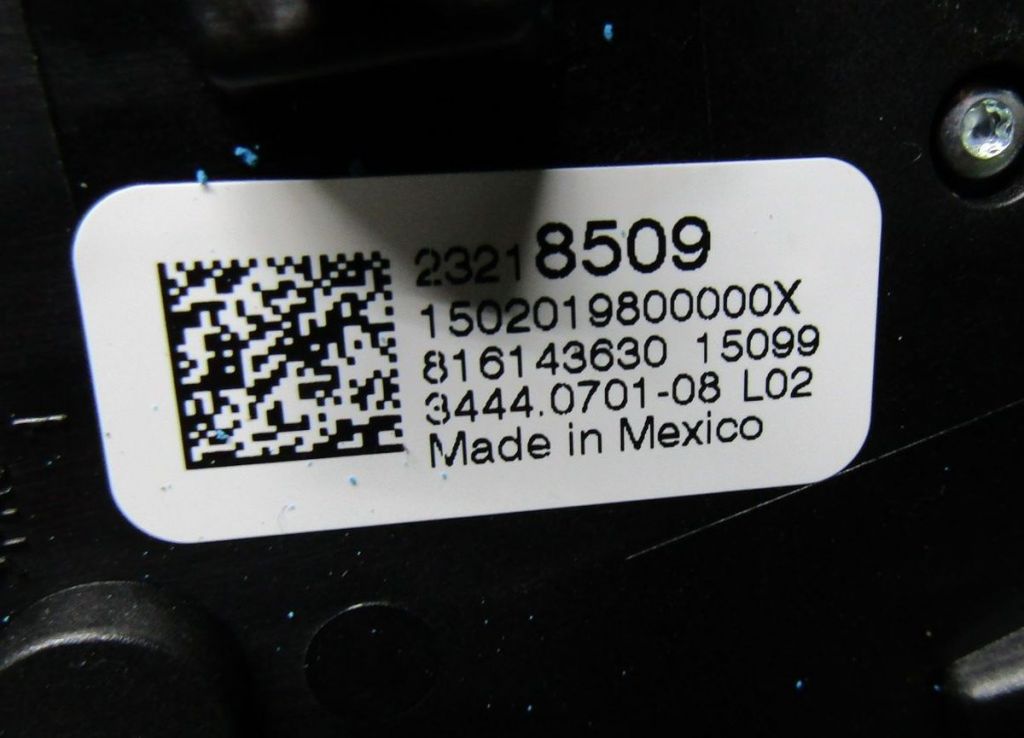 23218509
1502019800000X
816143630 15099
3444.0701-08 L02
Made in Mexico